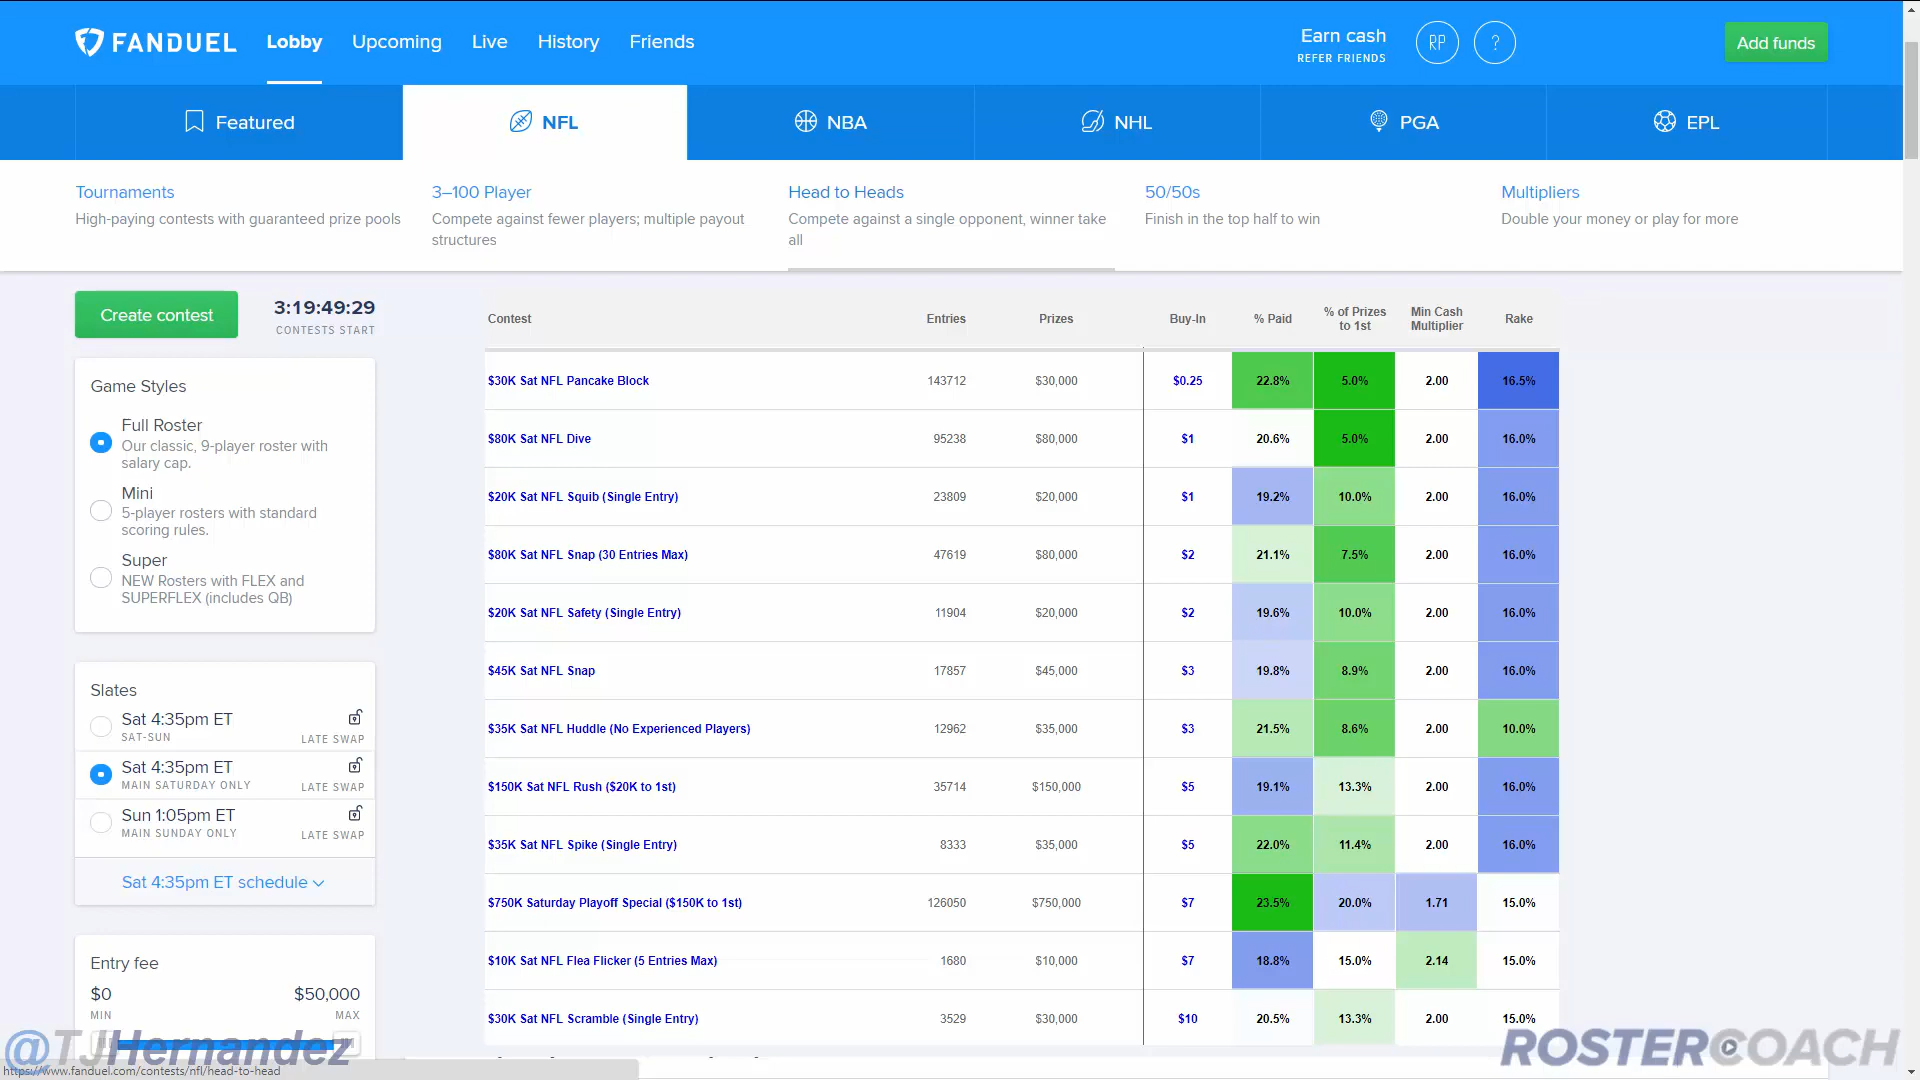 FANDUEL
Lobby
Upcoming
Live
History
Friends
Earn cash
REFER FRIENDS
RP
?
Add funds
Featured
NFL
NBA
NHL
PGA
EPL
Tournaments
High-paying contests with guaranteed prize pools
3–100 Player
Compete against fewer players; multiple payout
structures
Head to Heads
Compete against a single opponent, winner take
all
50/50s
Finish in the top half to win
Multipliers
Double your money or play for more
Create contest
3:19:49:29
CONTESTS START
Game Styles
Full Roster
Our classic, 9-player roster with
salary cap.
Mini
5-player rosters with standard
scoring rules.
Super
NEW Rosters with FLEX and
SUPERFLEX (includes QB)
Slates
Sat 4:35pm ET
SAT-SUN
LATE SWAP
Sat 4:35pm ET
MAIN SATURDAY ONLY
LATE SWAP
Sun 1:05pm ET
MAIN SUNDAY ONLY
LATE SWAP
Sat 4:35pm ET schedule
Entry fee
$0 $50,000
MIN MAX
Contest Entries Prizes Buy-In % Paid % of Prizes to 1st Min Cash Multiplier Rake
$30K Sat NFL Pancake Block 143712 $30,000 $0.25 22.8% 5.0% 2.00 16.5%
$80K Sat NFL Dive 95238 $80,000 $1 20.6% 5.0% 2.00 16.0%
$20K Sat NFL Squib (Single Entry) 23809 $20,000 $1 19.2% 10.0% 2.00 16.0%
$80K Sat NFL Snap (30 Entries Max) 47619 $80,000 $2 21.1% 7.5% 2.00 16.0%
$20K Sat NFL Safety (Single Entry) 11904 $20,000 $2 19.6% 10.0% 2.00 16.0%
$45K Sat NFL Snap 17857 $45,000 $3 19.8% 8.9% 2.00 16.0%
$35K Sat NFL Huddle (No Experienced Players) 12962 $35,000 $3 21.5% 8.6% 2.00 10.0%
$150K Sat NFL Rush ($20K to 1st) 35714 $150,000 $5 19.1% 13.3% 2.00 16.0%
$35K Sat NFL Spike (Single Entry) 8333 $35,000 $5 22.0% 11.4% 2.00 16.0%
$750K Saturday Playoff Special ($150K to 1st) 126050 $750,000 $7 23.5% 20.0% 1.71 15.0%
$10K Sat NFL Flea Flicker (5 Entries Max) 1680 $10,000 $7 18.8% 15.0% 2.14 15.0%
$30K Sat NFL Scramble (Single Entry) 3529 $30,000 $10 20.5% 13.3% 2.00 15.0%
@TJHernandez
ROSTERCOACH
https://www.fanduel.com/contests/nfl/head-to-head